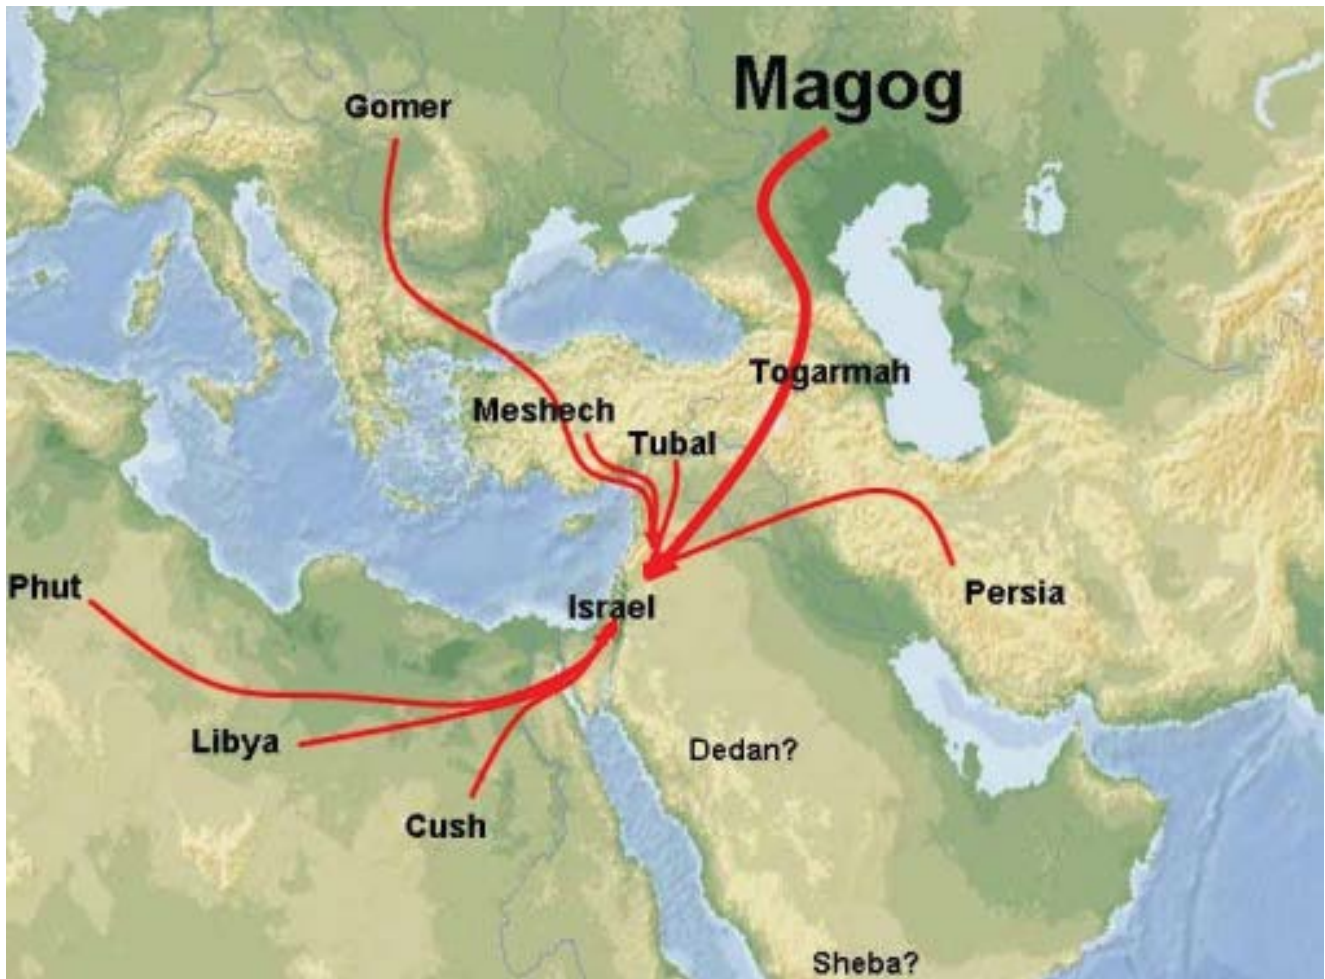 Magog
Gomer
Togarmah
Meshech
Tubal
Phut
Persia
Israel
Libya
Dedan?
Cush
Sheba?